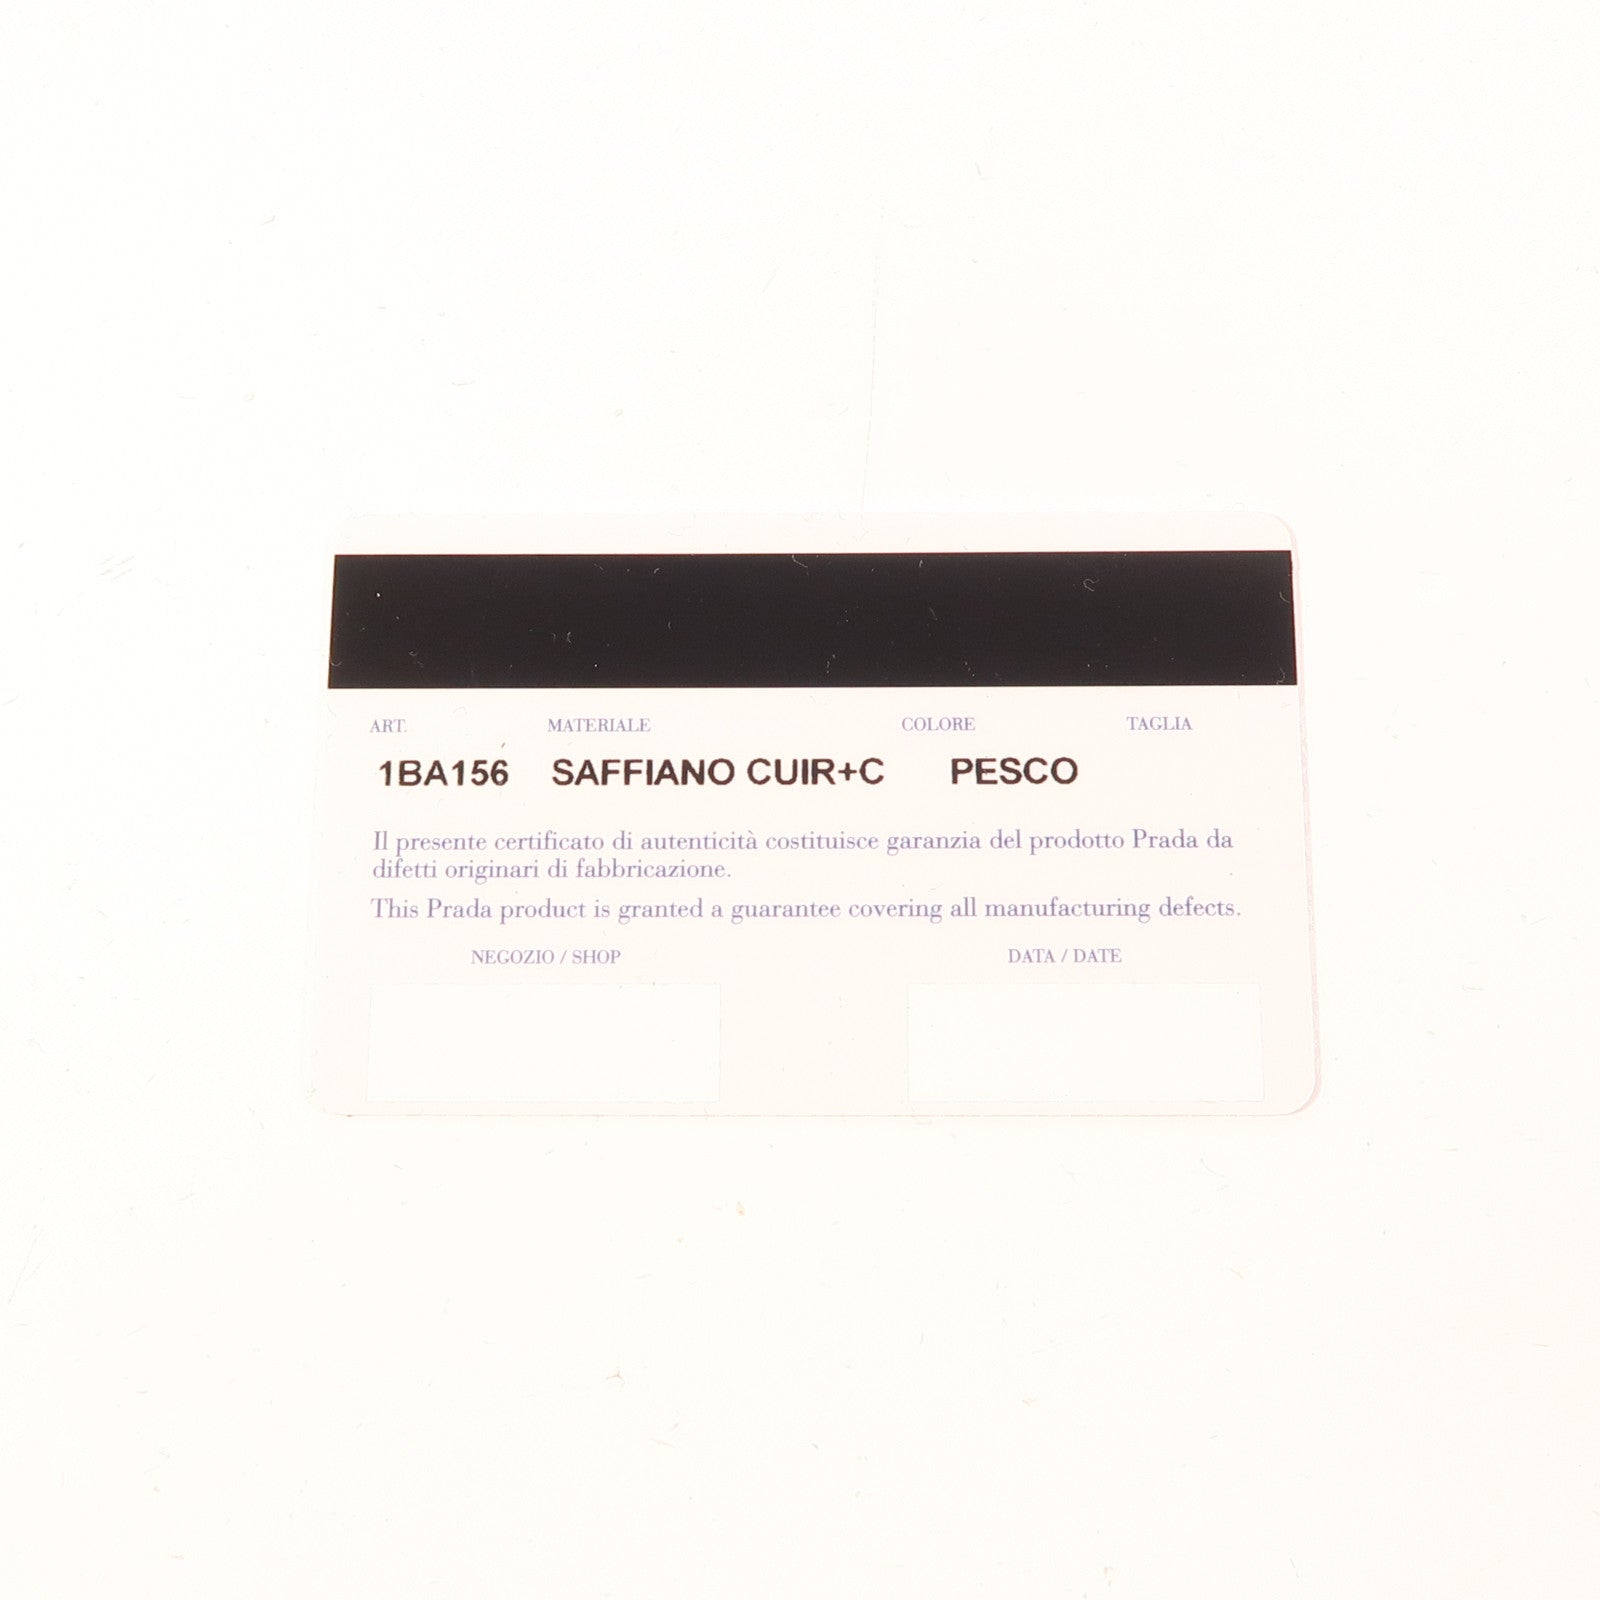 ART. MATERIALE COLORE TAGLIA
1BA156 SAFFIANO CUIR+C PESCO
Il presente certificato di autenticità costituisce garanzia del prodotto Prada da
difetti originari di fabbricazione.
This Prada product is granted a guarantee covering all manufacturing defects.
NEGOZIO / SHOP DATA / DATE